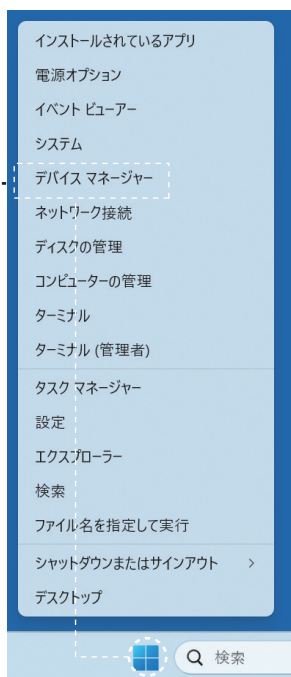 インストールされているアプリ
電源オプション
イベント ビューアー
システム
デバイス マネージャー
ネットワーク接続
ディスクの管理
コンピューターの管理
ターミナル
ターミナル (管理者)
タスク マネージャー
設定
エクスプローラー
検索
ファイル名を指定して実行
シャットダウンまたはサインアウト
デスクトップ
検索